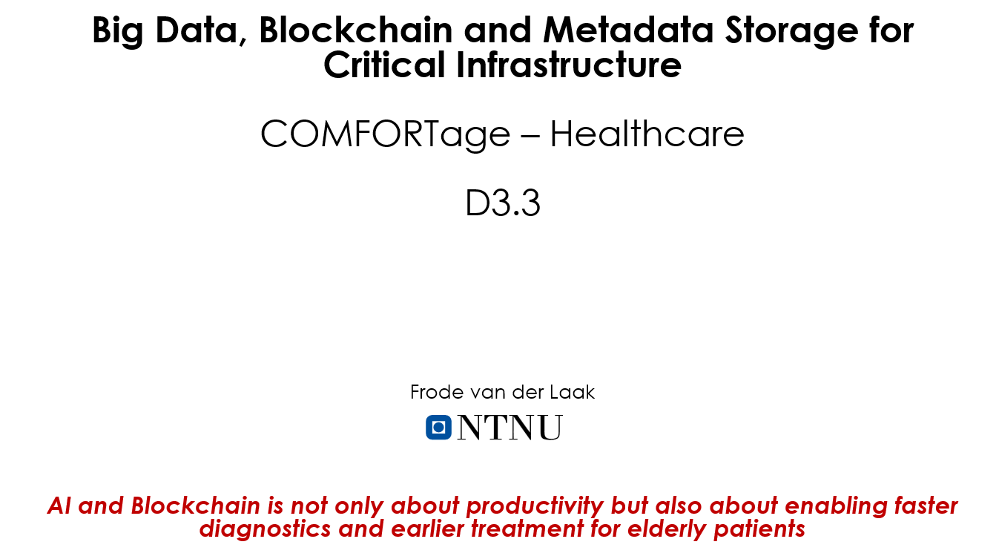 Big Data, Blockchain and Metadata Storage for
Critical Infrastructure
COMFORTage – Healthcare
D3.3
Frode van der Laak
NTNU
AI and Blockchain is not only about productivity but also about enabling faster
diagnostics and earlier treatment for elderly patients